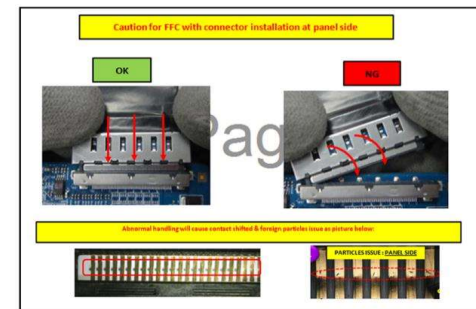 Caution for FFC with connector installation at panel side
OK
NG
Pag
Abnormal handling will cause contact shifted & foreign particles issue as picture below:
PARTICLES ISSUE : PANEL SIDE